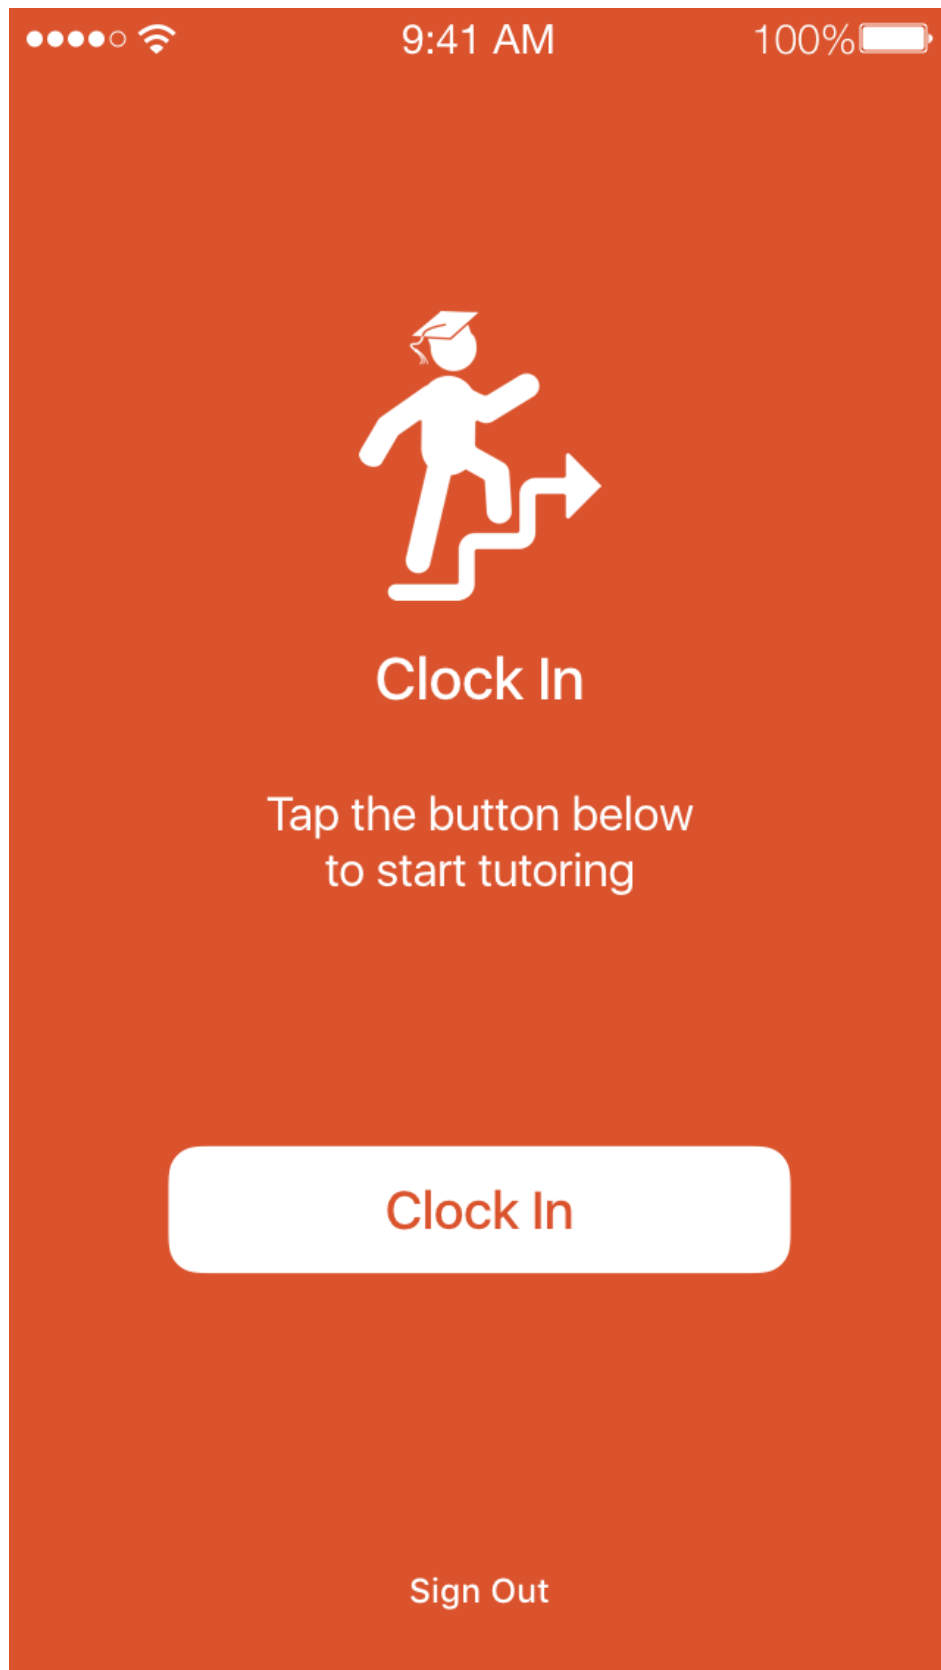 9:41 AM
100%
Clock In
Tap the button below
to start tutoring
Clock In
Sign Out